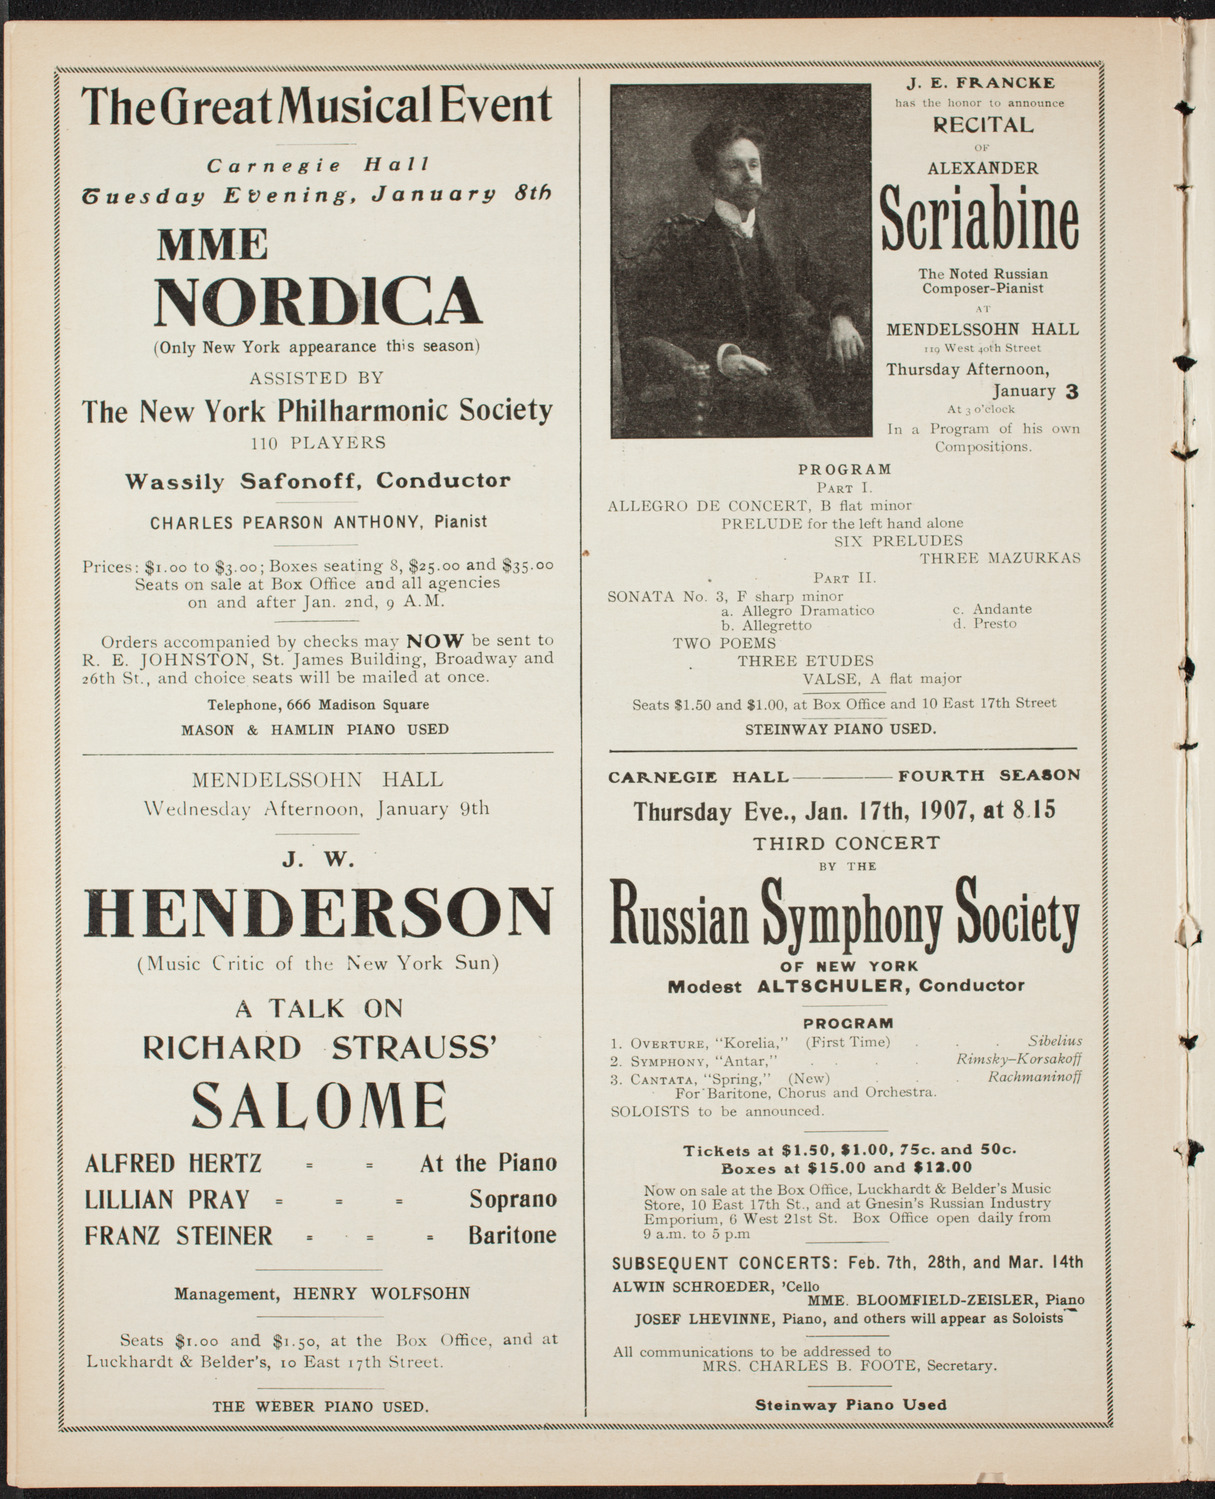 The Great Musical Event
Carnegie Hall
Tuesday Evening, January 8th
MME
NORDICA
(Only New York appearance this season)
ASSISTED BY
The New York Philharmonic Society
110 PLAYERS
Wassily Safonoff, Conductor
CHARLES PEARSON ANTHONY, Pianist
Prices: $1.00 to $3.00; Boxes seating 8, $25.00 and $35.00
Seats on sale at Box Office and all agencies
on and after Jan. 2nd, 9 A.M.
Orders accompanied by checks may NOW be sent to
R. E. JOHNSTON, St. James Building, Broadway and
26th St., and choice seats will be mailed at once.
Telephone, 666 Madison Square
MASON & HAMLIN PIANO USED
MENDELSSOHN HALL
Wednesday Afternoon, January 9th
J. W.
HENDERSON
(Music Critic of the New York Sun)
A TALK ON
RICHARD STRAUSS'
SALOME
ALFRED HERTZ = = At the Piano
LILLIAN PRAY = = = Soprano
FRANZ STEINER = = = Baritone
Management, HENRY WOLFSOHN
Seats $1.00 and $1.50, at the Box Office, and at
Luckhardt & Belder's, 10 East 17th Street.
THE WEBER PIANO USED.
J. E. FRANCKE
has the honor to announce
RECITAL
OF
ALEXANDER
Scriabine
The Noted Russian
Composer-Pianist
AT
MENDELSSOHN HALL
119 West 40th Street
Thursday Afternoon,
January 3
At 3 o'clock
In a Program of his own
Compositions.
PROGRAM
PART I.
ALLEGRO DE CONCERT, B flat minor
PRELUDE for the left hand alone
SIX PRELUDES
THREE MAZURKAS
PART II.
SONATA No. 3, F sharp minor
a. Allegro Dramatico c. Andante
b. Allegretto d. Presto
TWO POEMS
THREE ETUDES
VALSE, A flat major
Seats $1.50 and $1.00, at Box Office and 10 East 17th Street
STEINWAY PIANO USED.
CARNEGIE HALL———FOURTH SEASON
Thursday Eve., Jan. 17th, 1907, at 8.15
THIRD CONCERT
BY THE
Russian Symphony Society
OF NEW YORK
Modest ALTSCHULER, Conductor
PROGRAM
1. OVERTURE, "Korelia," (First Time) . . . Sibelius
2. SYMPHONY, "Antar," . . . . Rimsky-Korsakoff
3. CANTATA, "Spring," (New) . . . Rachmaninoff
For Baritone, Chorus and Orchestra.
SOLOISTS to be announced.
Tickets at $1.50, $1.00, 75c. and 50c.
Boxes at $15.00 and $12.00
Now on sale at the Box Office, Luckhardt & Belder's Music
Store, 10 East 17th St., and at Gnesin's Russian Industry
Emporium, 6 West 21st St. Box Office open daily from
9 a.m. to 5 p.m
SUBSEQUENT CONCERTS: Feb. 7th, 28th, and Mar. 14th
ALWIN SCHROEDER, 'Cello
MME. BLOOMFIELD-ZEISLER, Piano
JOSEF LHEVINNE, Piano, and others will appear as Soloists
All communications to be addressed to
MRS. CHARLES B. FOOTE, Secretary.
Steinway Piano Used